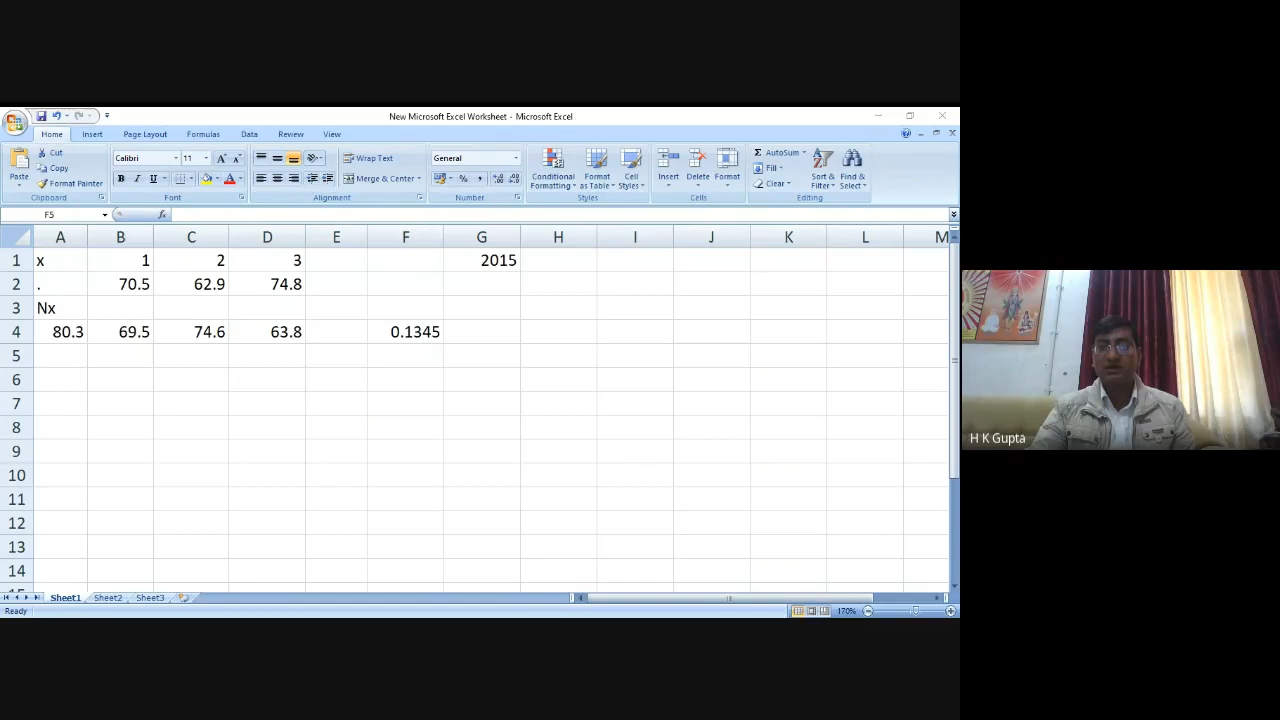 New Microsoft Excel Worksheet - Microsoft Excel
Home Insert Page Layout Formulas Data Review View
Paste
Cut
Copy
Format Painter
Clipboard
Calibri 11
B I U
Font
Wrap Text
Merge & Center
Alignment
General
Number
Conditional Formatting
Format as Table
Cell Styles
Styles
Insert Delete Format
Cells
AutoSum
Fill
Clear
Sort & Filter
Find & Select
Editing
F5 fx
A B C D E F G H I J K L M
1 x 1 2 3 2015
2 . 70.5 62.9 74.8
3 Nx
4 80.3 69.5 74.6 63.8 0.1345
5
6
7
8
9
10
11
12
13
14
Sheet1 Sheet2 Sheet3
Ready 170%
H K Gupta